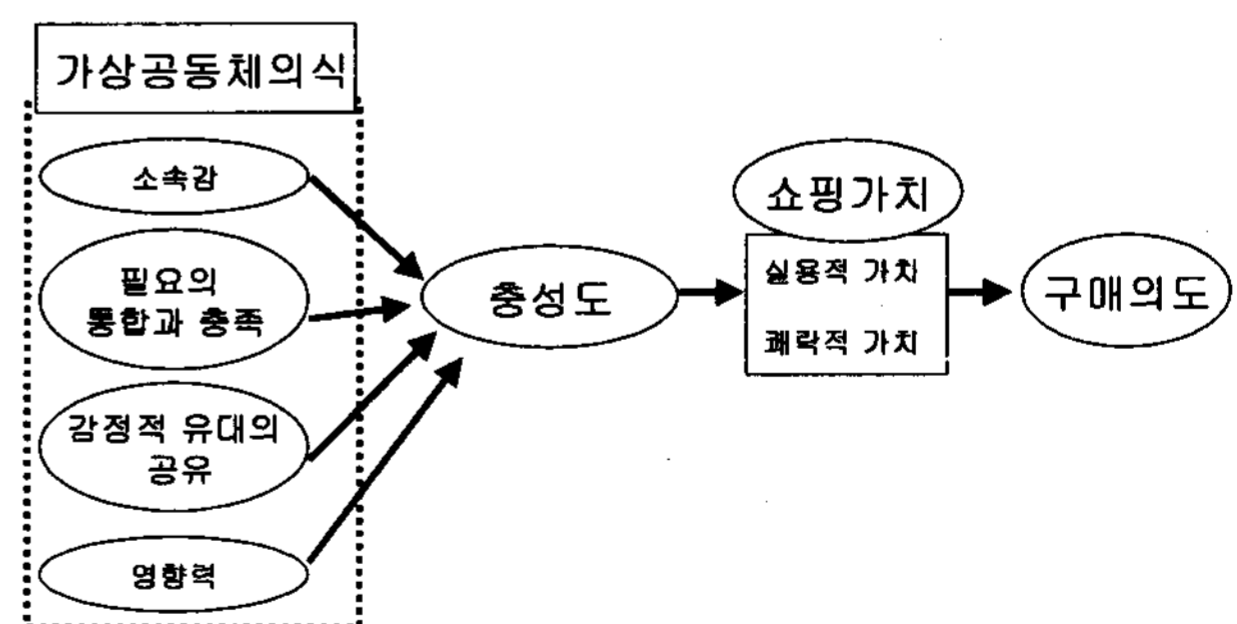 가상공동체의식
소속감
필요의
통합과 충족
감정적 유대의
공유
영향력
충성도
쇼핑가치
실용적 가치
쾌락적 가치
구매의도